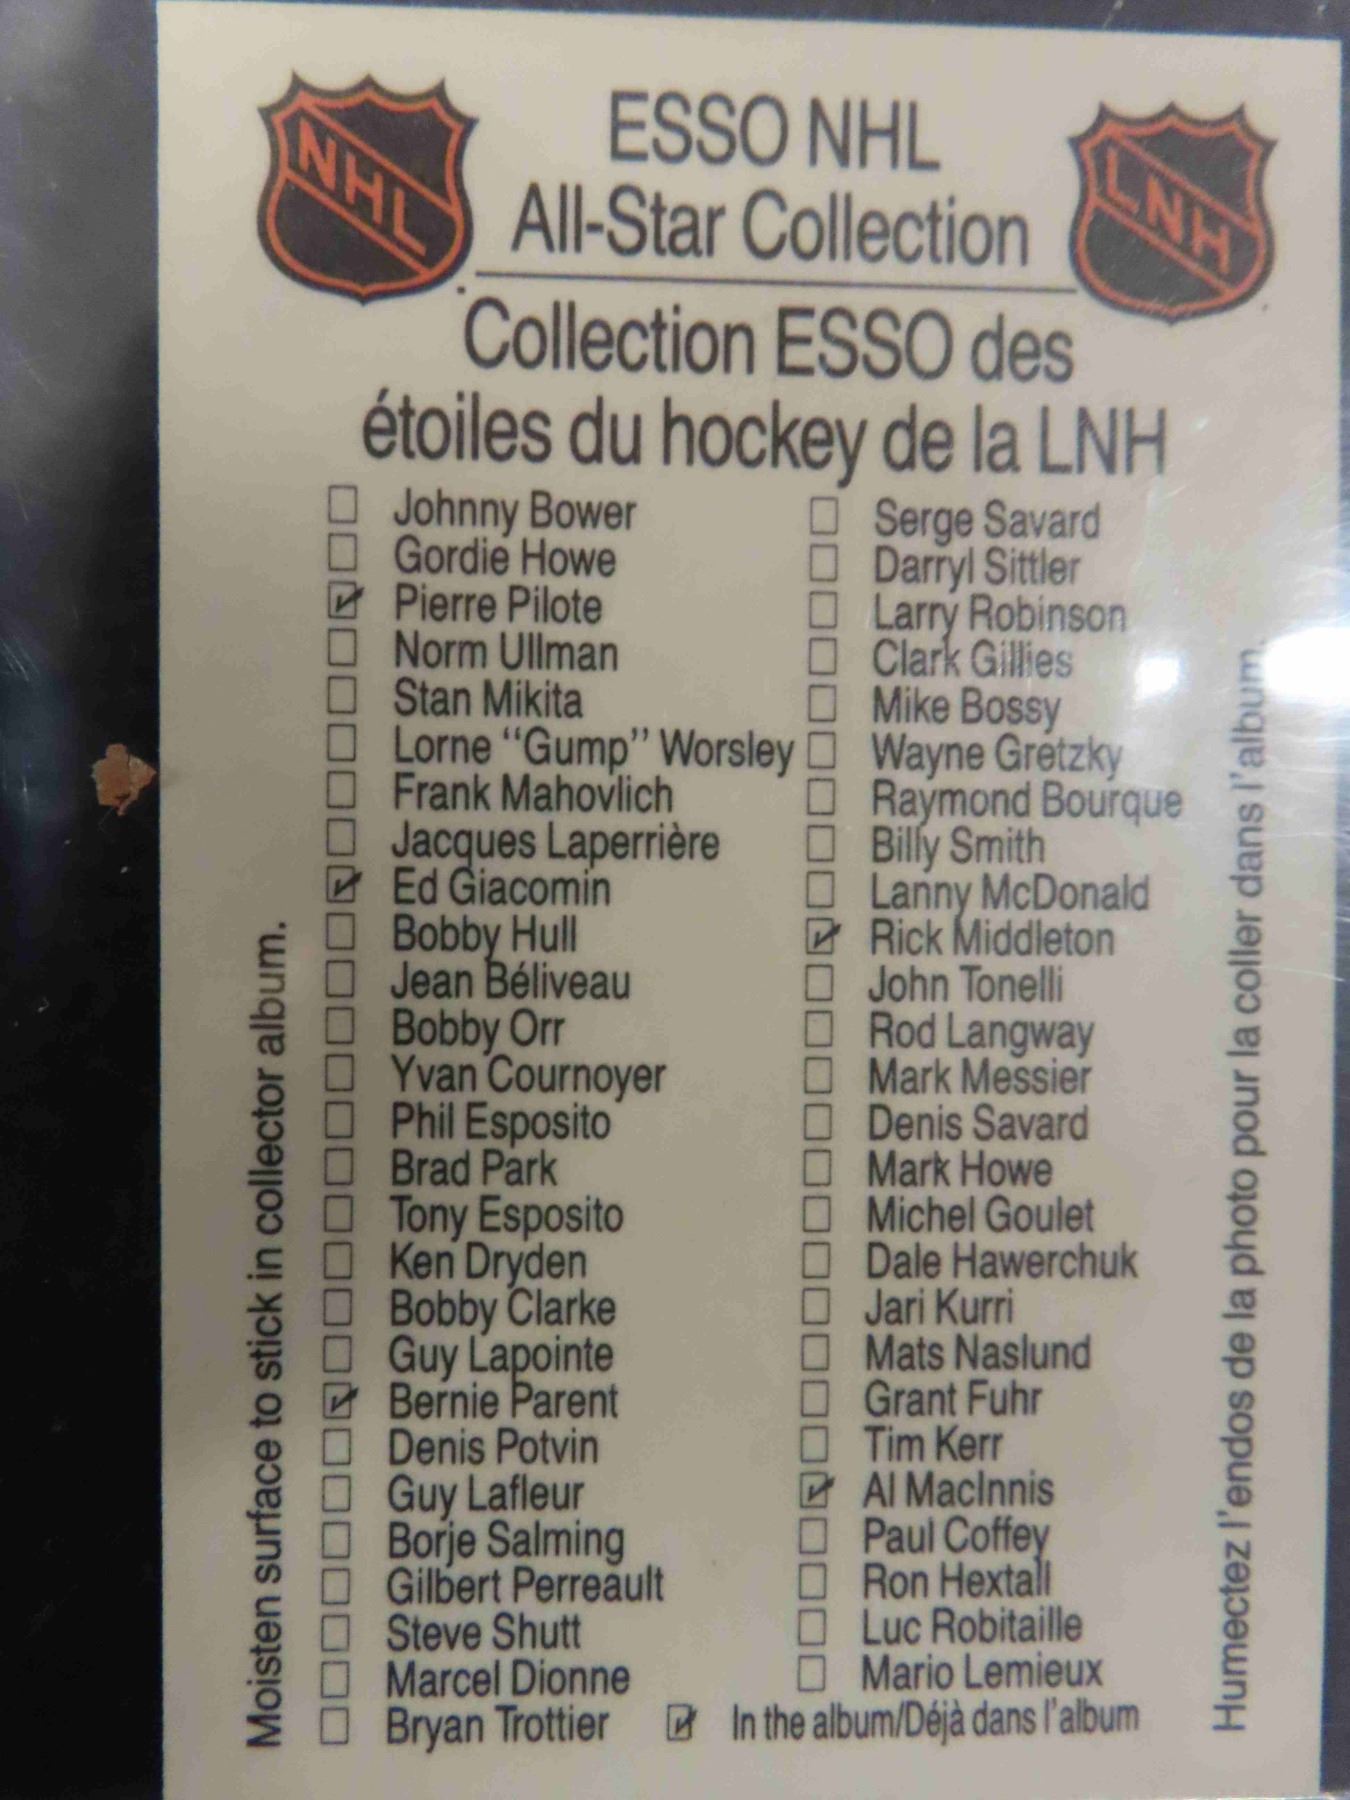 NHL
ESSO NHL
All-Star Collection
LNH
Collection ESSO des
étoiles du hockey de la LNH
☐ Johnny Bower
☐ Gordie Howe
☑ Pierre Pilote
☐ Norm Ullman
☐ Stan Mikita
☐ Lorne "Gump" Worsley
☐ Frank Mahovlich
☐ Jacques Laperrière
☑ Ed Giacomin
☐ Bobby Hull
☐ Jean Béliveau
☐ Bobby Orr
☐ Yvan Cournoyer
☐ Phil Esposito
☐ Brad Park
☐ Tony Esposito
☐ Ken Dryden
☐ Bobby Clarke
☐ Guy Lapointe
☑ Bernie Parent
☐ Denis Potvin
☐ Guy Lafleur
☐ Borje Salming
☐ Gilbert Perreault
☐ Steve Shutt
☐ Marcel Dionne
☐ Bryan Trottier
☐ Serge Savard
☐ Darryl Sittler
☐ Larry Robinson
☐ Clark Gillies
☐ Mike Bossy
☐ Wayne Gretzky
☐ Raymond Bourque
☐ Billy Smith
☐ Lanny McDonald
☑ Rick Middleton
☐ John Tonelli
☐ Rod Langway
☐ Mark Messier
☐ Denis Savard
☐ Mark Howe
☐ Michel Goulet
☐ Dale Hawerchuk
☐ Jari Kurri
☐ Mats Naslund
☐ Grant Fuhr
☐ Tim Kerr
☑ Al MacInnis
☐ Paul Coffey
☐ Ron Hextall
☐ Luc Robitaille
☐ Mario Lemieux
☑ In the album/Déjà dans l'album
Moisten surface to stick in collector album.
Humectez l'endos de la photo pour la coller dans l'album.